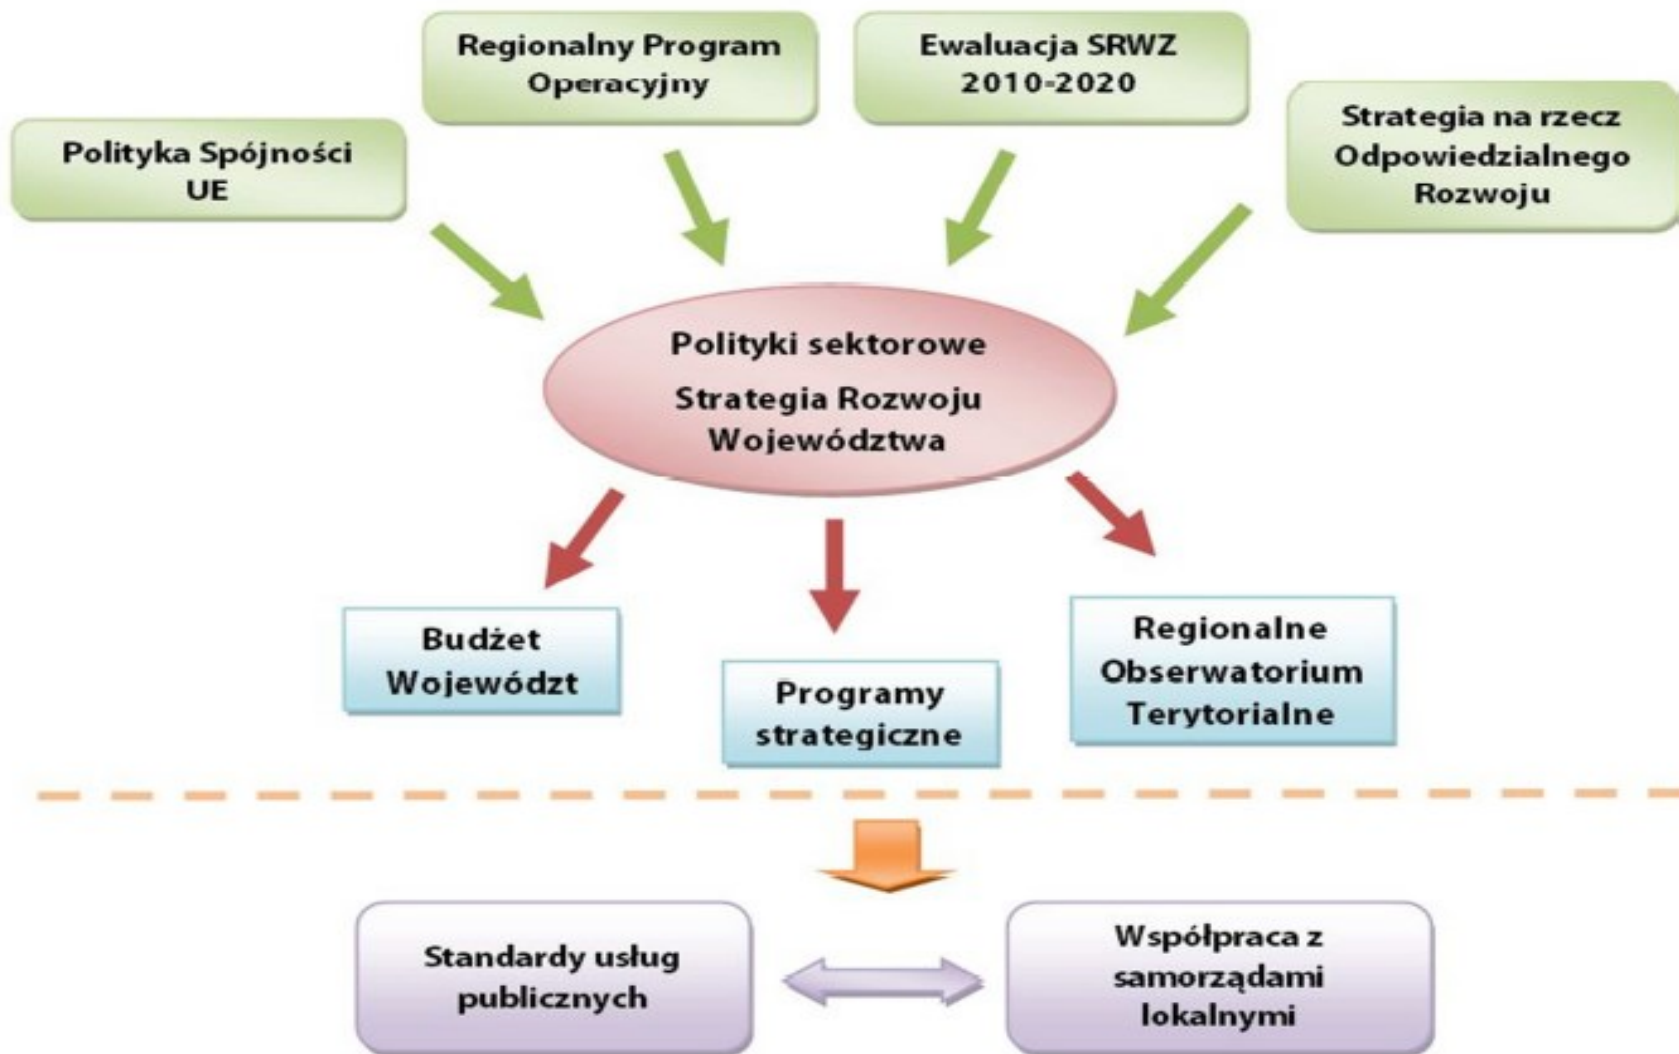 Regionalny Program
Operacyjny
Ewaluacja SRWZ
2010-2020
Polityka Spójności
UE
Strategia na rzecz
Odpowiedzialnego
Rozwoju
Polityki sektorowe
Strategia Rozwoju
Województwa
Budżet
Województ
Programy
strategiczne
Regionalne
Obserwatorium
Terytorialne
Standardy usług
publicznych
Współpraca z
samorządami
lokalnymi